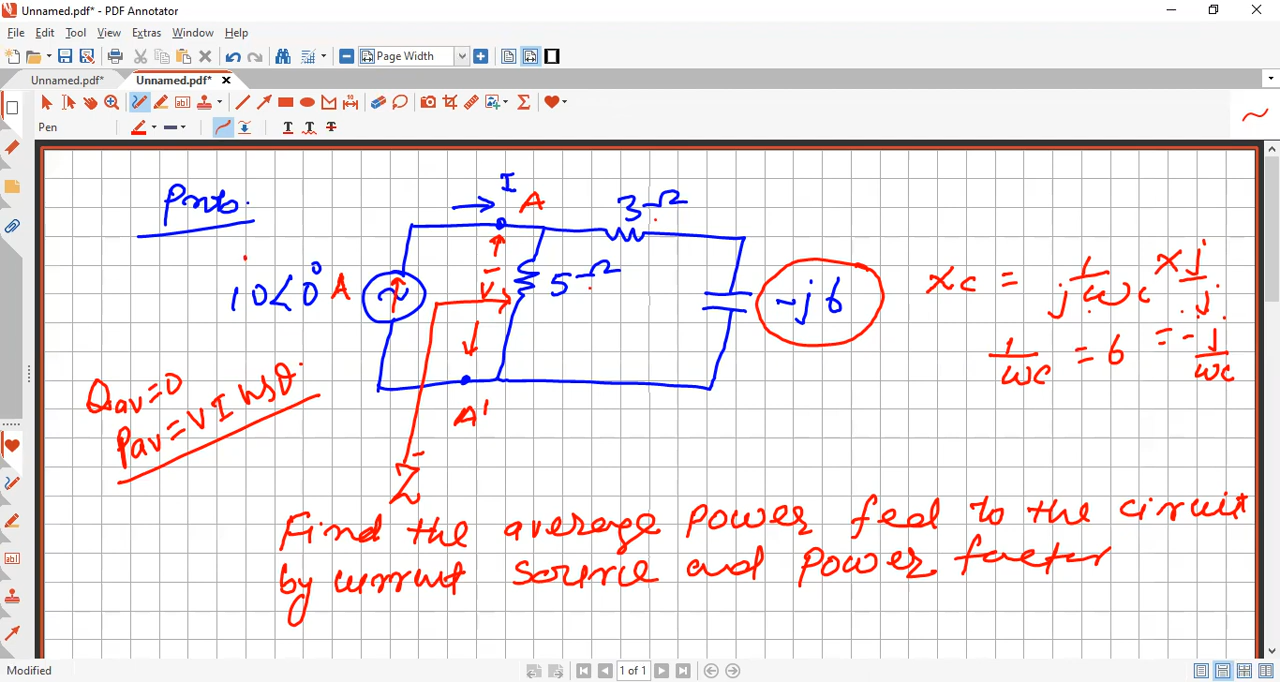 Unnamed.pdf* - PDF Annotator
File Edit Tool View Extras Window Help
Page Width
Unnamed.pdf* Unnamed.pdf*
Pen
Prob.
I
A
3Ω
10∠0° A
V
5Ω
-j6
A'
Z
Xc = 1/jωc × j/j
1/ωc = 6 = -j/ωc
Qav=0
Pav=VI cosθ
Find the average power feed to the circuit
by current source and power factor
Modified
1 of 1